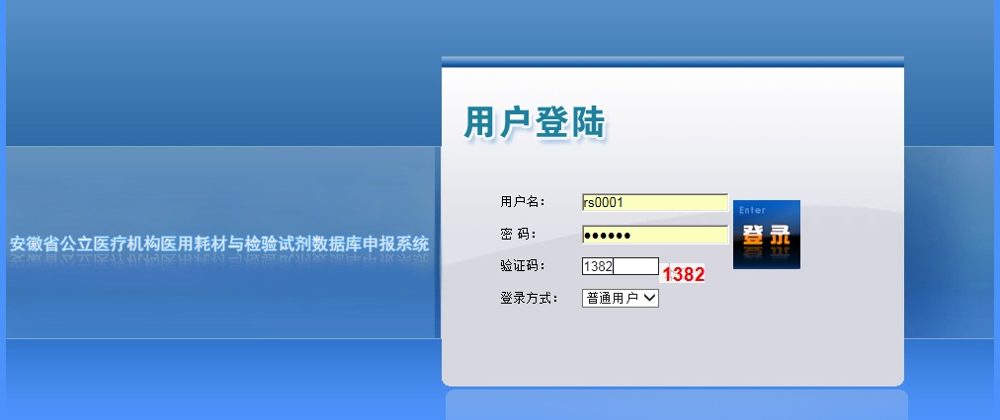 用户登陆
安徽省公立医疗机构医用耗材与检验试剂数据库申报系统
用户名： rs0001
密 码： ●●●●●●
验证码： 1382 1382
登录方式： 普通用户
Enter
登录